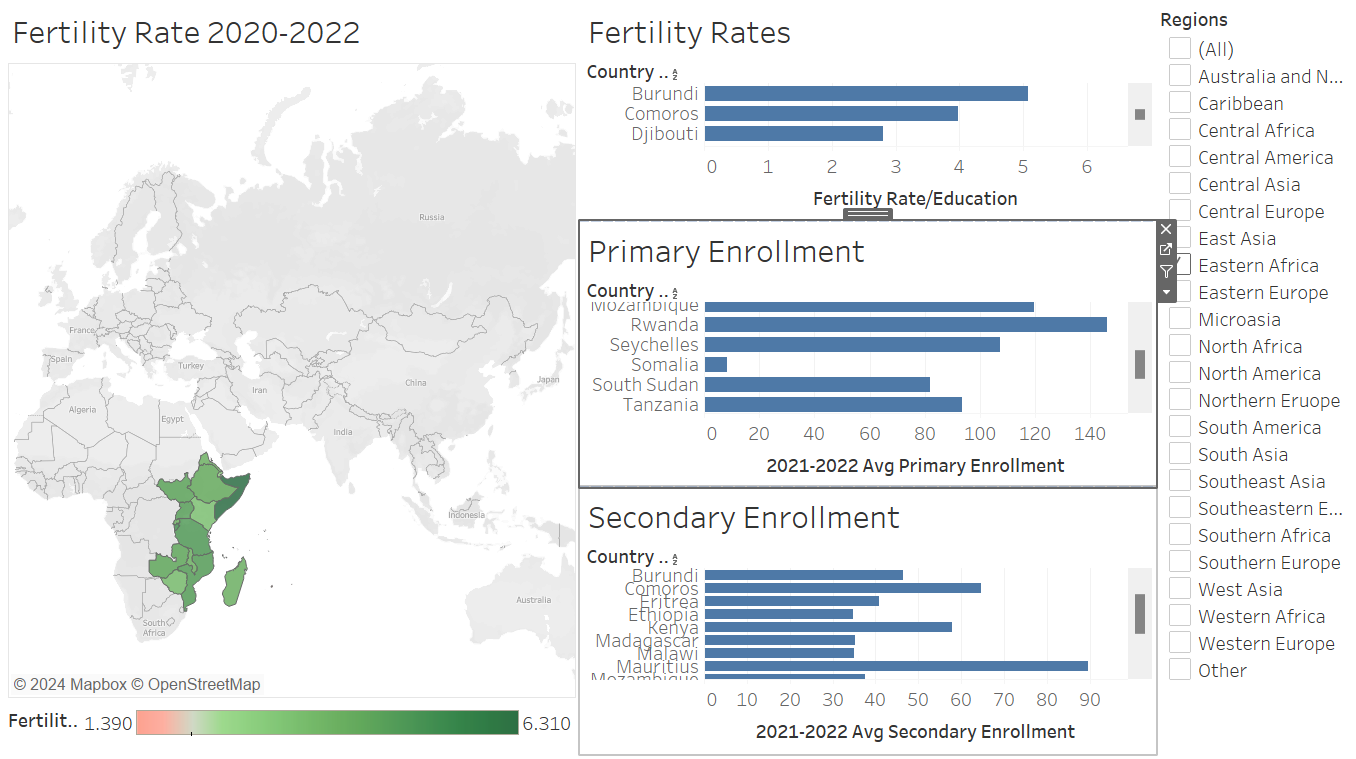 Fertility Rate 2020-2022
Russia
France
Spain
Turkey
Japan
Iran
China
Algeria
Egypt
India
Indonesia
Australia
South
Africa
© 2024 Mapbox © OpenStreetMap
Fertilit.. 1.390 6.310
Fertility Rates
Country ..
Burundi
Comoros
Djibouti
0 1 2 3 4 5 6
Fertility Rate/Education
Primary Enrollment
Country ..
Mozambique
Rwanda
Seychelles
Somalia
South Sudan
Tanzania
0 20 40 60 80 100 120 140
2021-2022 Avg Primary Enrollment
Secondary Enrollment
Country ..
Burundi
Comoros
Eritrea
Ethiopia
Kenya
Madagascar
Malawi
Mauritius
Mozambique
0 10 20 30 40 50 60 70 80 90
2021-2022 Avg Secondary Enrollment
Regions
(All)
Australia and N...
Caribbean
Central Africa
Central America
Central Asia
Central Europe
East Asia
Eastern Africa
Eastern Europe
Microasia
North Africa
North America
Northern Eruope
South America
South Asia
Southeast Asia
Southeastern E...
Southern Africa
Southern Europe
West Asia
Western Africa
Western Europe
Other